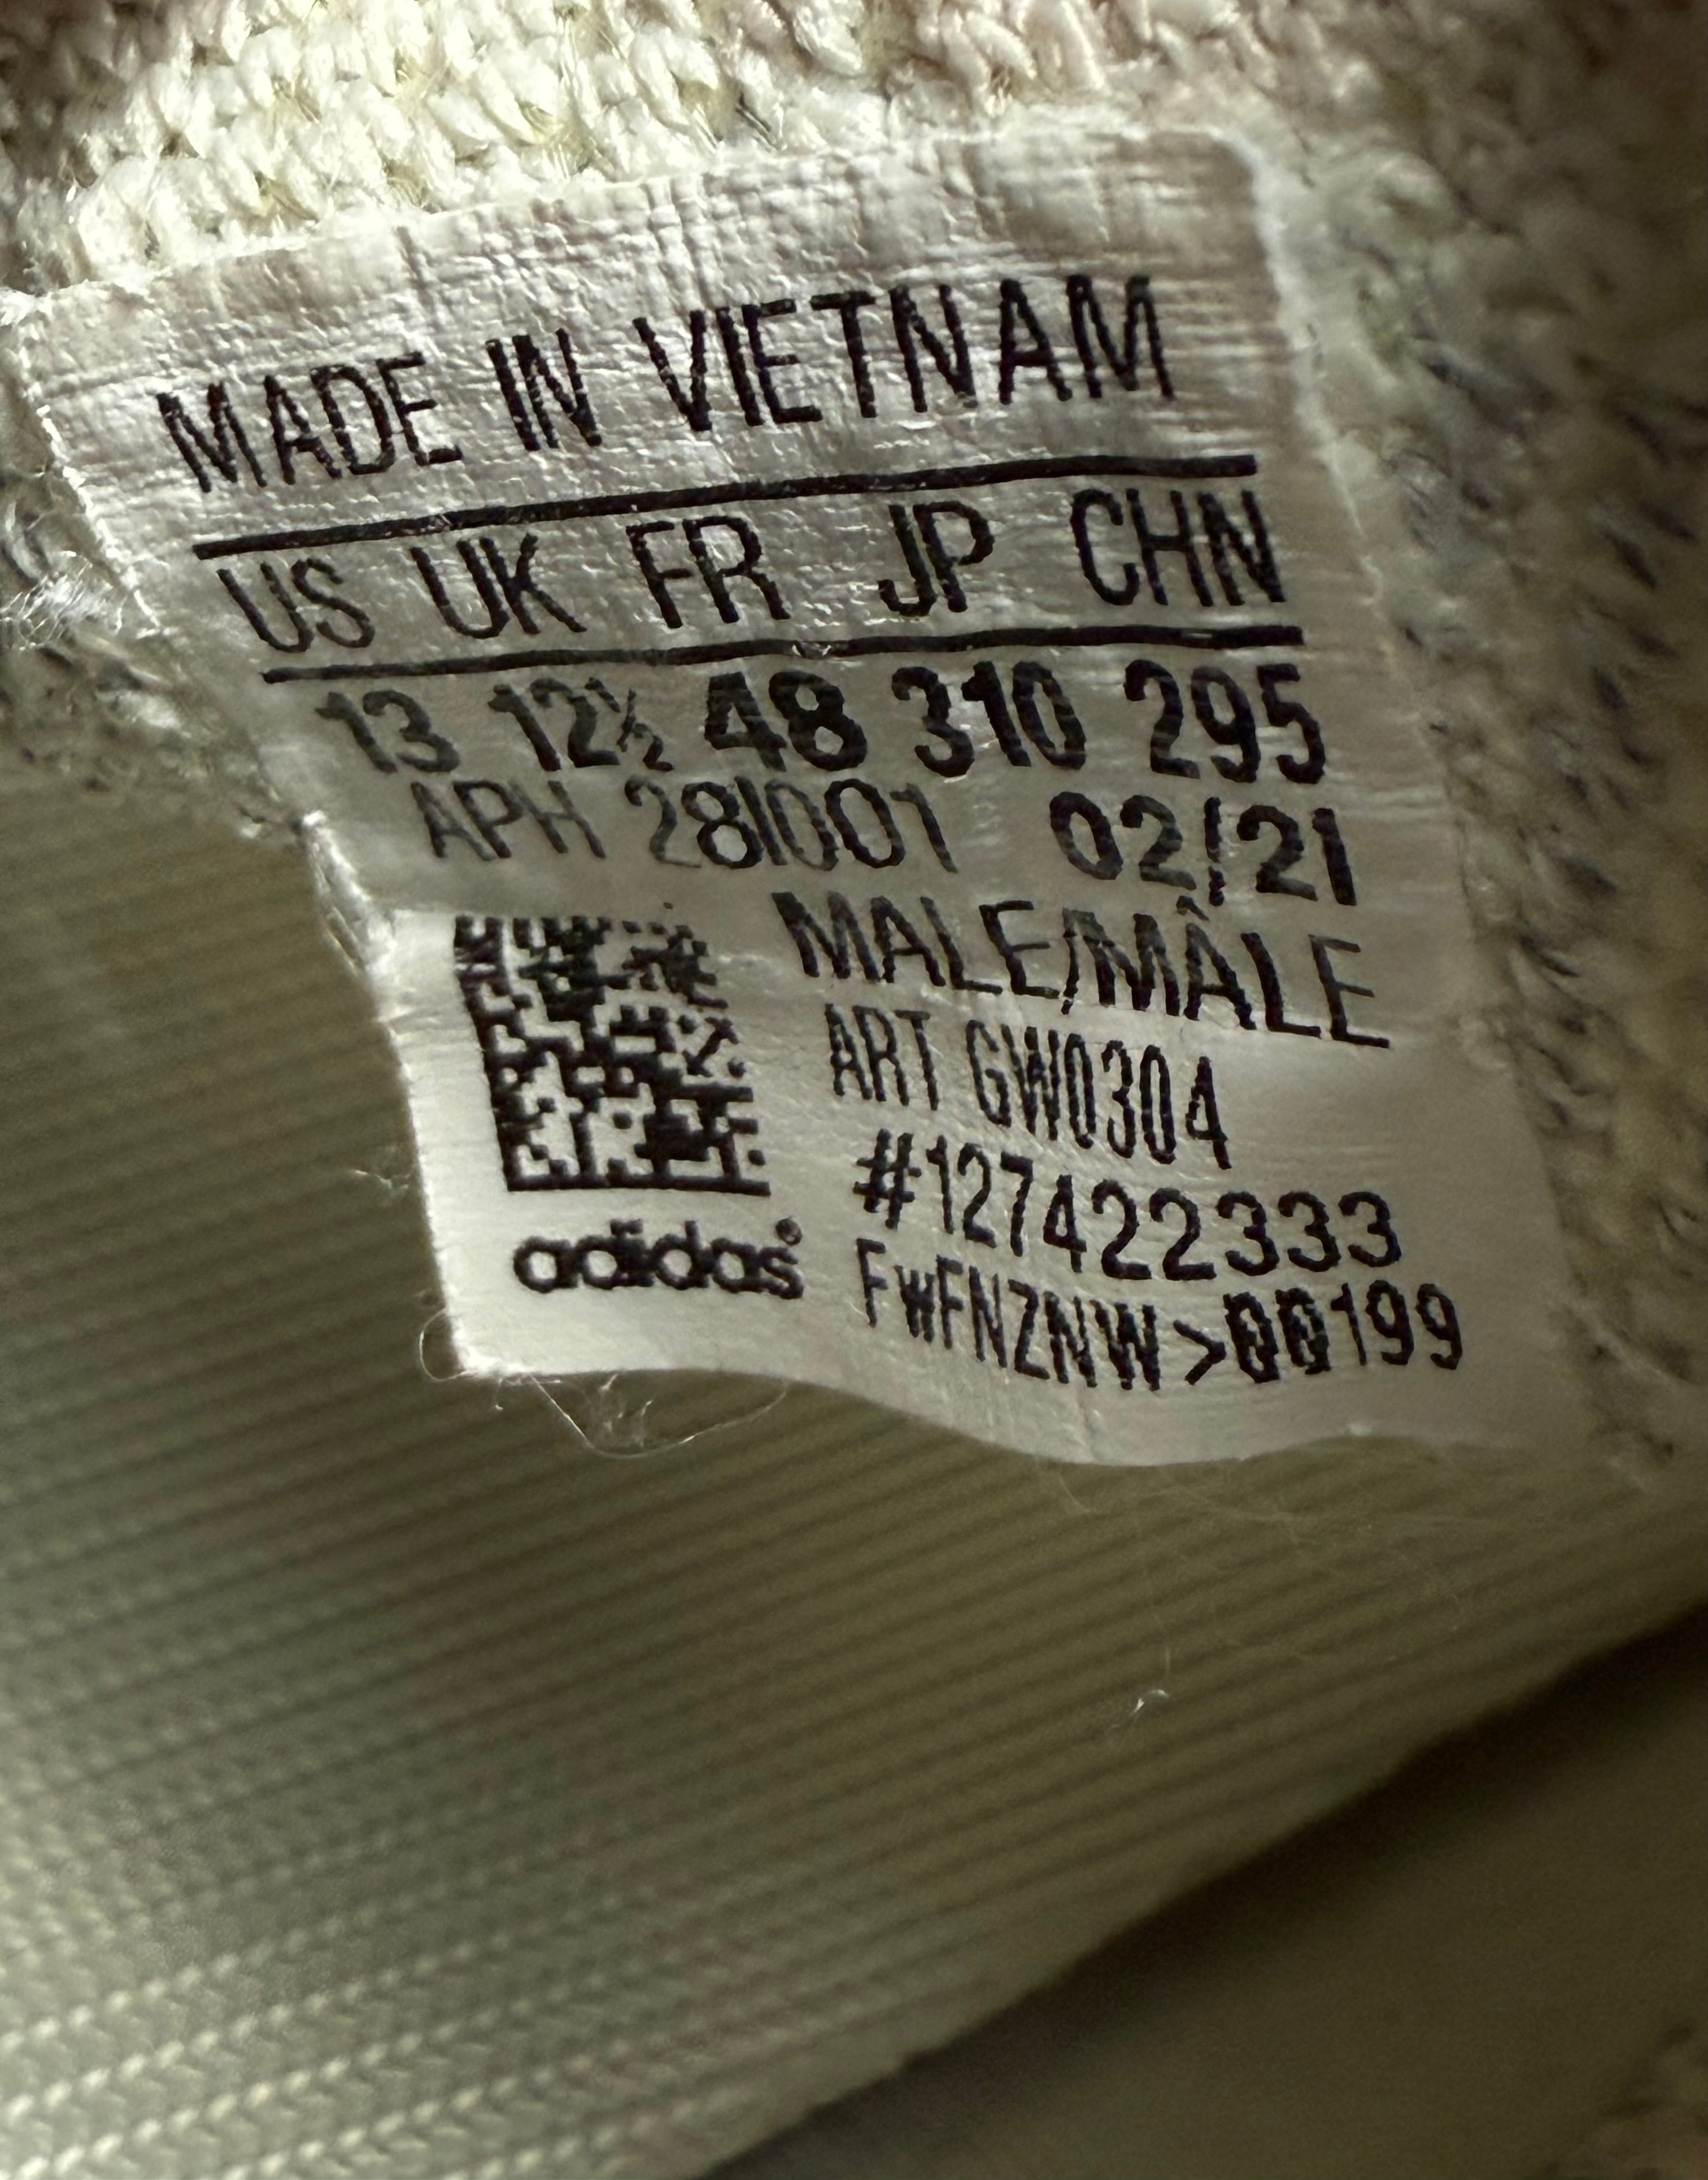 MADE IN VIETNAM
US UK FR JP CHN
13 12½ 48 310 295
APH 281001 02/21
MALE/MÂLE
ART GW0304
#127422333
FwFNZNW>00199
adidas®